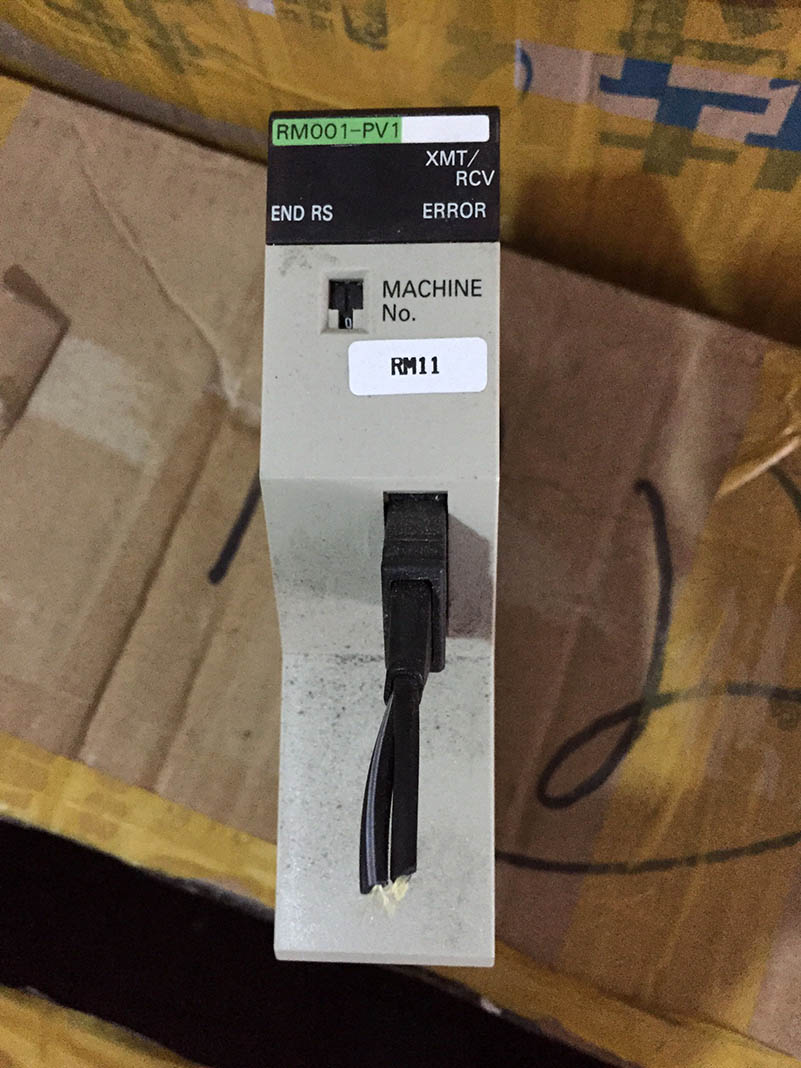 RM001-PV1
XMT/
RCV
END RS ERROR
MACHINE
No.
0
RM11